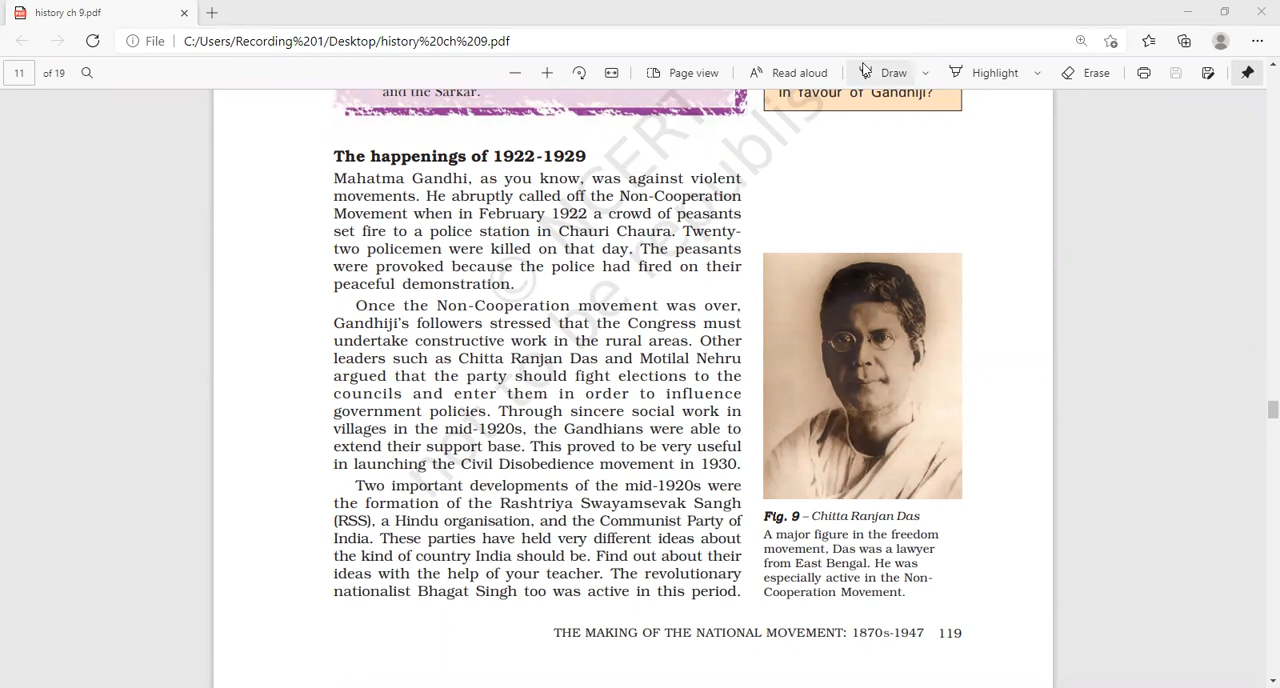 history ch 9.pdf
File
C:/Users/Recording%201/Desktop/history%20ch%209.pdf
11 of 19
Page view
Read aloud
Draw
Highlight
Erase
and the Sarkar.
in favour of Gandhiji?
The happenings of 1922-1929
Mahatma Gandhi, as you know, was against violent
movements. He abruptly called off the Non-Cooperation
Movement when in February 1922 a crowd of peasants
set fire to a police station in Chauri Chaura. Twenty-
two policemen were killed on that day. The peasants
were provoked because the police had fired on their
peaceful demonstration.
Once the Non-Cooperation movement was over,
Gandhiji's followers stressed that the Congress must
undertake constructive work in the rural areas. Other
leaders such as Chitta Ranjan Das and Motilal Nehru
argued that the party should fight elections to the
councils and enter them in order to influence
government policies. Through sincere social work in
villages in the mid-1920s, the Gandhians were able to
extend their support base. This proved to be very useful
in launching the Civil Disobedience movement in 1930.
Two important developments of the mid-1920s were
the formation of the Rashtriya Swayamsevak Sangh
(RSS), a Hindu organisation, and the Communist Party of
India. These parties have held very different ideas about
the kind of country India should be. Find out about their
ideas with the help of your teacher. The revolutionary
nationalist Bhagat Singh too was active in this period.
Fig. 9 – Chitta Ranjan Das
A major figure in the freedom
movement, Das was a lawyer
from East Bengal. He was
especially active in the Non-
Cooperation Movement.
THE MAKING OF THE NATIONAL MOVEMENT: 1870s-1947 119
© NCERT
not to be republis